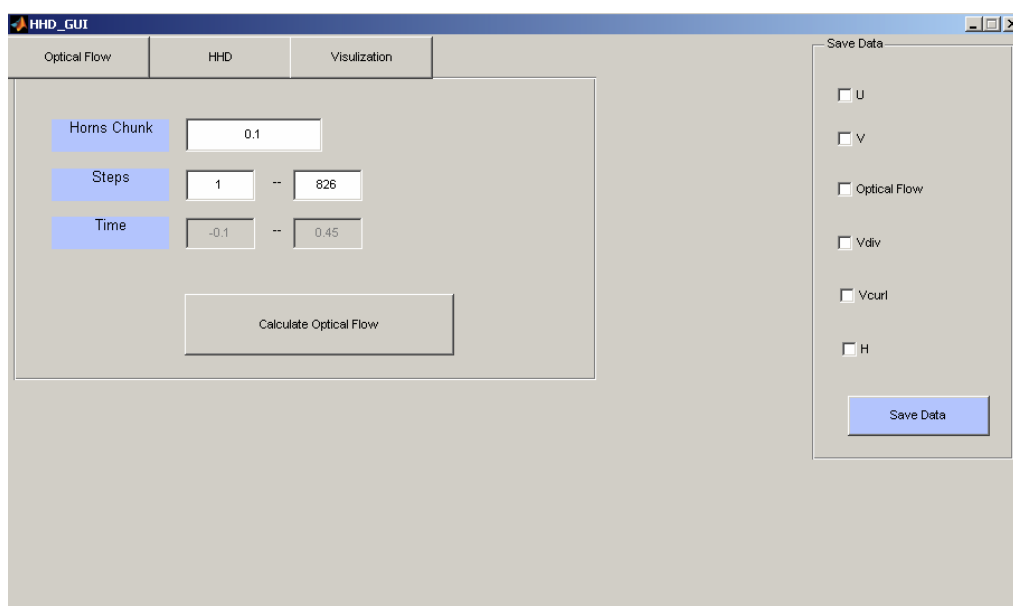 HHD_GUI
Optical Flow HHD Visulization
Horns Chunk 0.1
Steps 1 -- 826
Time -0.1 -- 0.45
Calculate Optical Flow
Save Data
U
V
Optical Flow
Vdiv
Vcurl
H
Save Data